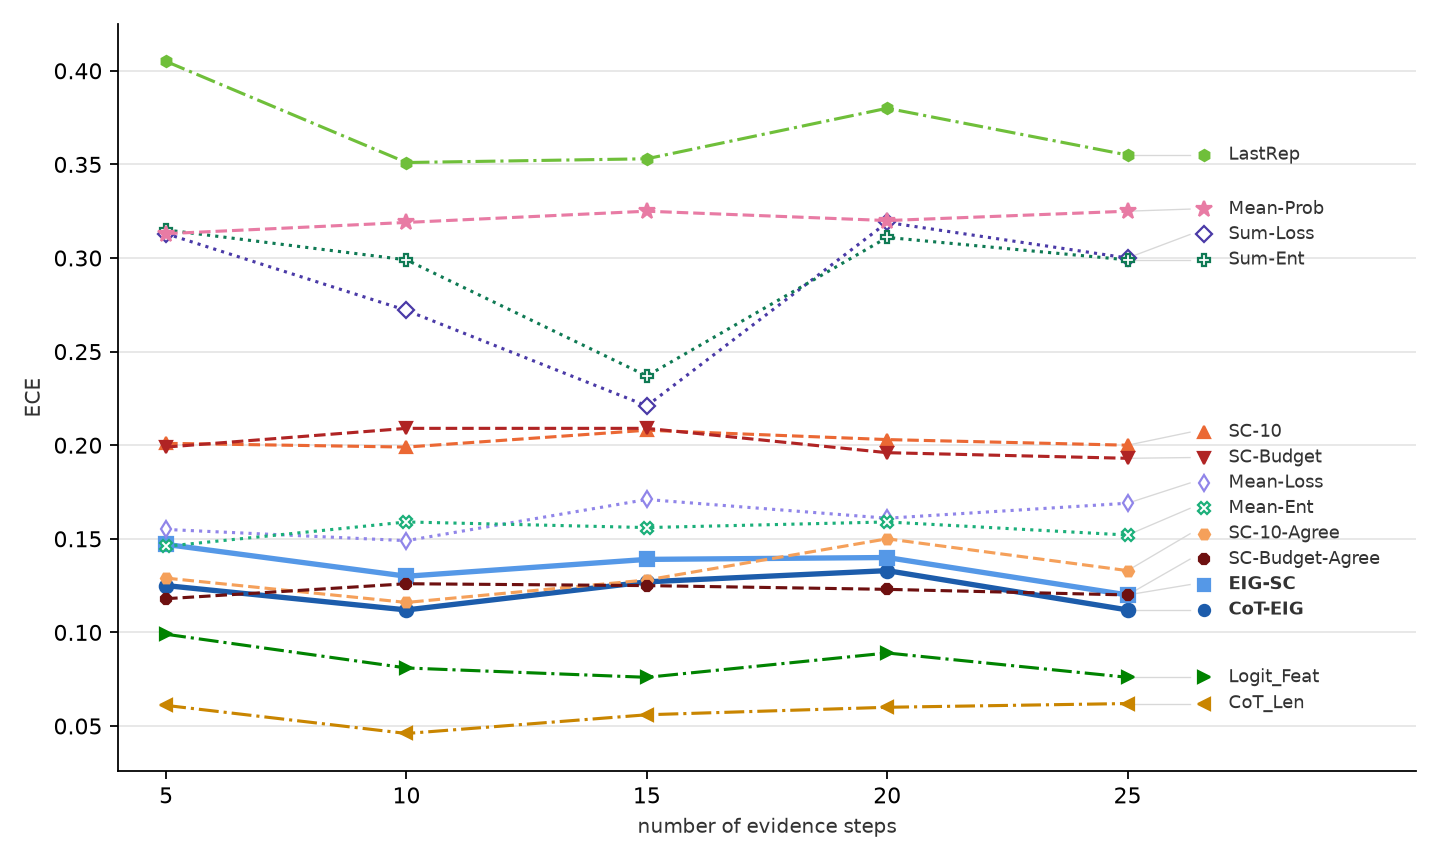 ECE
0.40
0.35
0.30
0.25
0.20
0.15
0.10
0.05
5
10
15
20
25
number of evidence steps
LastRep
Mean-Prob
Sum-Loss
Sum-Ent
SC-10
SC-Budget
Mean-Loss
Mean-Ent
SC-10-Agree
SC-Budget-Agree
EIG-SC
CoT-EIG
Logit_Feat
CoT_Len